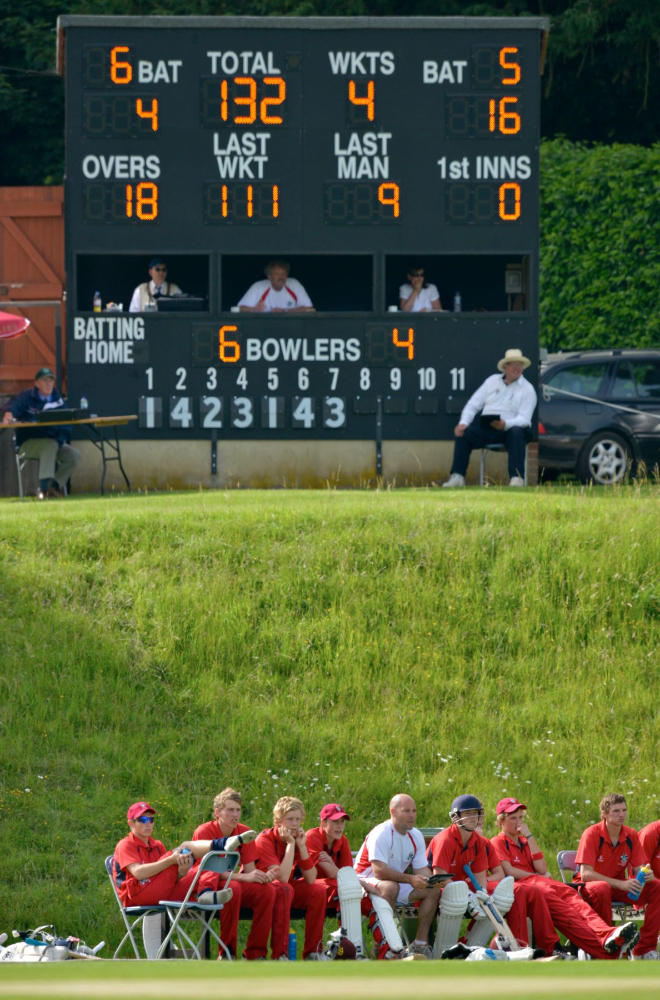 6 BAT TOTAL WKTS BAT 5
4 132 4 16
OVERS LAST WKT LAST MAN 1st INNS
18 111 9 0
BATTING
HOME
6 BOWLERS 4
1 2 3 4 5 6 7 8 9 10 11
1 4 2 3 1 4 3